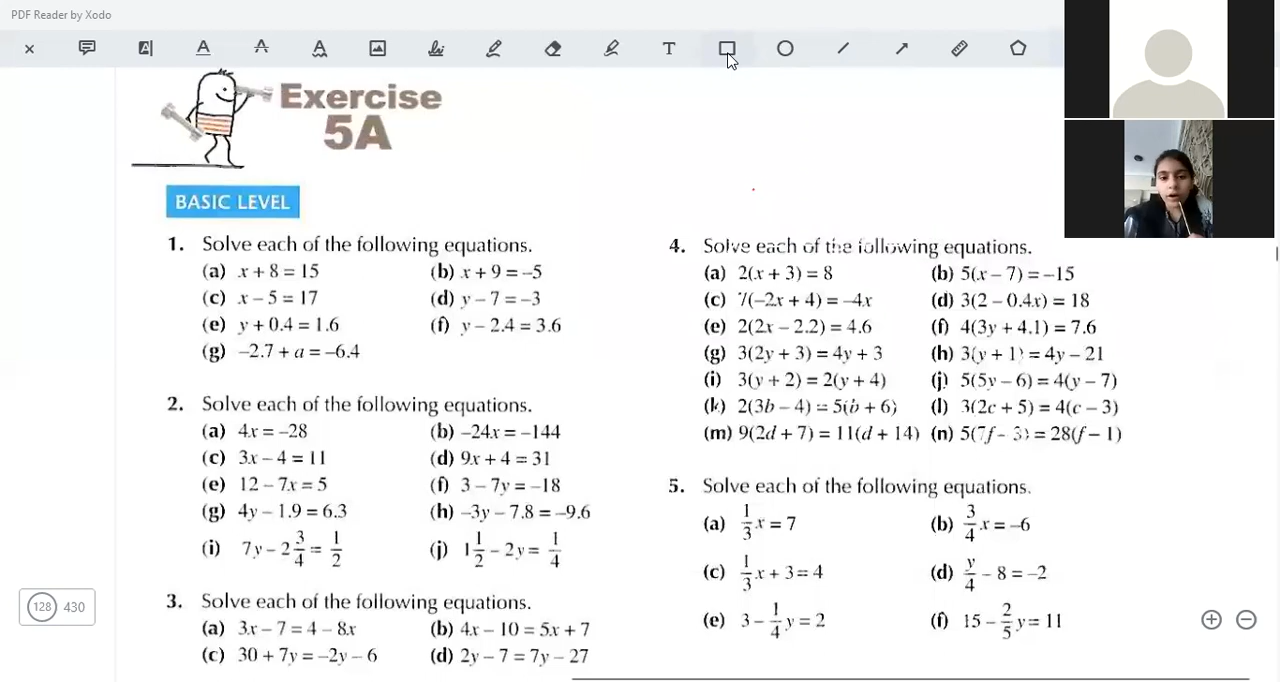 PDF Reader by Xodo
Exercise
5A
BASIC LEVEL
1. Solve each of the following equations.
(a) x + 8 = 15 (b) x + 9 = –5
(c) x – 5 = 17 (d) y – 7 = –3
(e) y + 0.4 = 1.6 (f) y – 2.4 = 3.6
(g) –2.7 + a = –6.4
2. Solve each of the following equations.
(a) 4x = –28 (b) –24x = –144
(c) 3x – 4 = 11 (d) 9x + 4 = 31
(e) 12 – 7x = 5 (f) 3 – 7y = –18
(g) 4y – 1.9 = 6.3 (h) –3y – 7.8 = –9.6
(i) 7y – 2 3/4 = 1/2 (j) 1 1/2 – 2y = 1/4
3. Solve each of the following equations.
(a) 3x – 7 = 4 – 8x (b) 4x – 10 = 5x + 7
(c) 30 + 7y = –2y – 6 (d) 2y – 7 = 7y – 27
4. Solve each of the following equations.
(a) 2(x + 3) = 8 (b) 5(x – 7) = –15
(c) 7(–2x + 4) = –4x (d) 3(2 – 0.4x) = 18
(e) 2(2x – 2.2) = 4.6 (f) 4(3y + 4.1) = 7.6
(g) 3(2y + 3) = 4y + 3 (h) 3(y + 1) = 4y – 21
(i) 3(y + 2) = 2(y + 4) (j) 5(5y – 6) = 4(y – 7)
(k) 2(3b – 4) = 5(b + 6) (l) 3(2c + 5) = 4(c – 3)
(m) 9(2d + 7) = 11(d + 14) (n) 5(7f – 3) = 28(f – 1)
5. Solve each of the following equations.
(a) 1/3 x = 7 (b) 3/4 x = –6
(c) 1/3 x + 3 = 4 (d) y/4 – 8 = –2
(e) 3 – 1/4 y = 2 (f) 15 – 2/5 y = 11
128 430